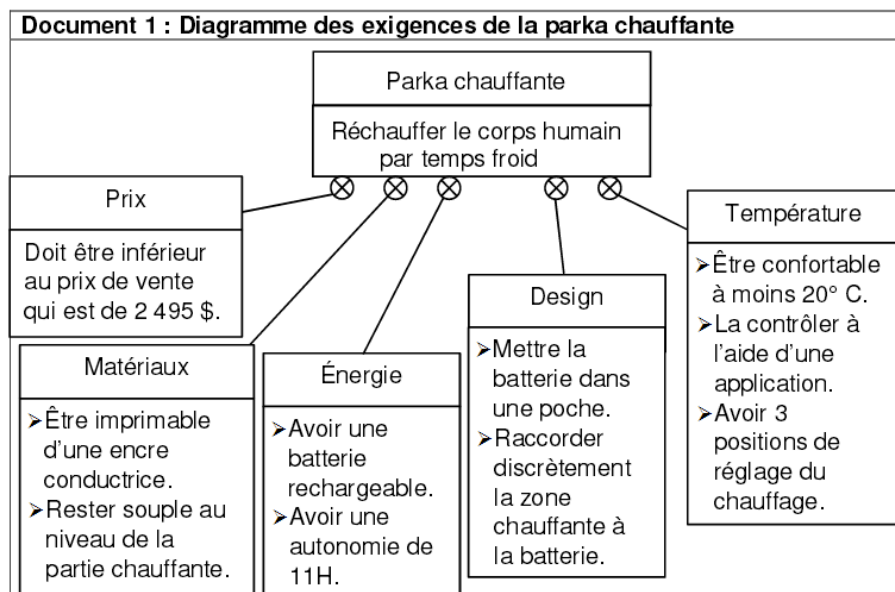 Document 1 : Diagramme des exigences de la parka chauffante
Parka chauffante
Réchauffer le corps humain
par temps froid
Prix
Doit être inférieur
au prix de vente
qui est de 2 495 $.
Matériaux
➢Être imprimable
d'une encre
conductrice.
➢Rester souple au
niveau de la
partie chauffante.
Énergie
➢Avoir une
batterie
rechargeable.
➢Avoir une
autonomie de
11H.
Design
➢Mettre la
batterie dans
une poche.
➢Raccorder
discrètement
la zone
chauffante à
la batterie.
Température
➢Être confortable
à moins 20° C.
➢La contrôler à
l'aide d'une
application.
➢Avoir 3
positions de
réglage du
chauffage.